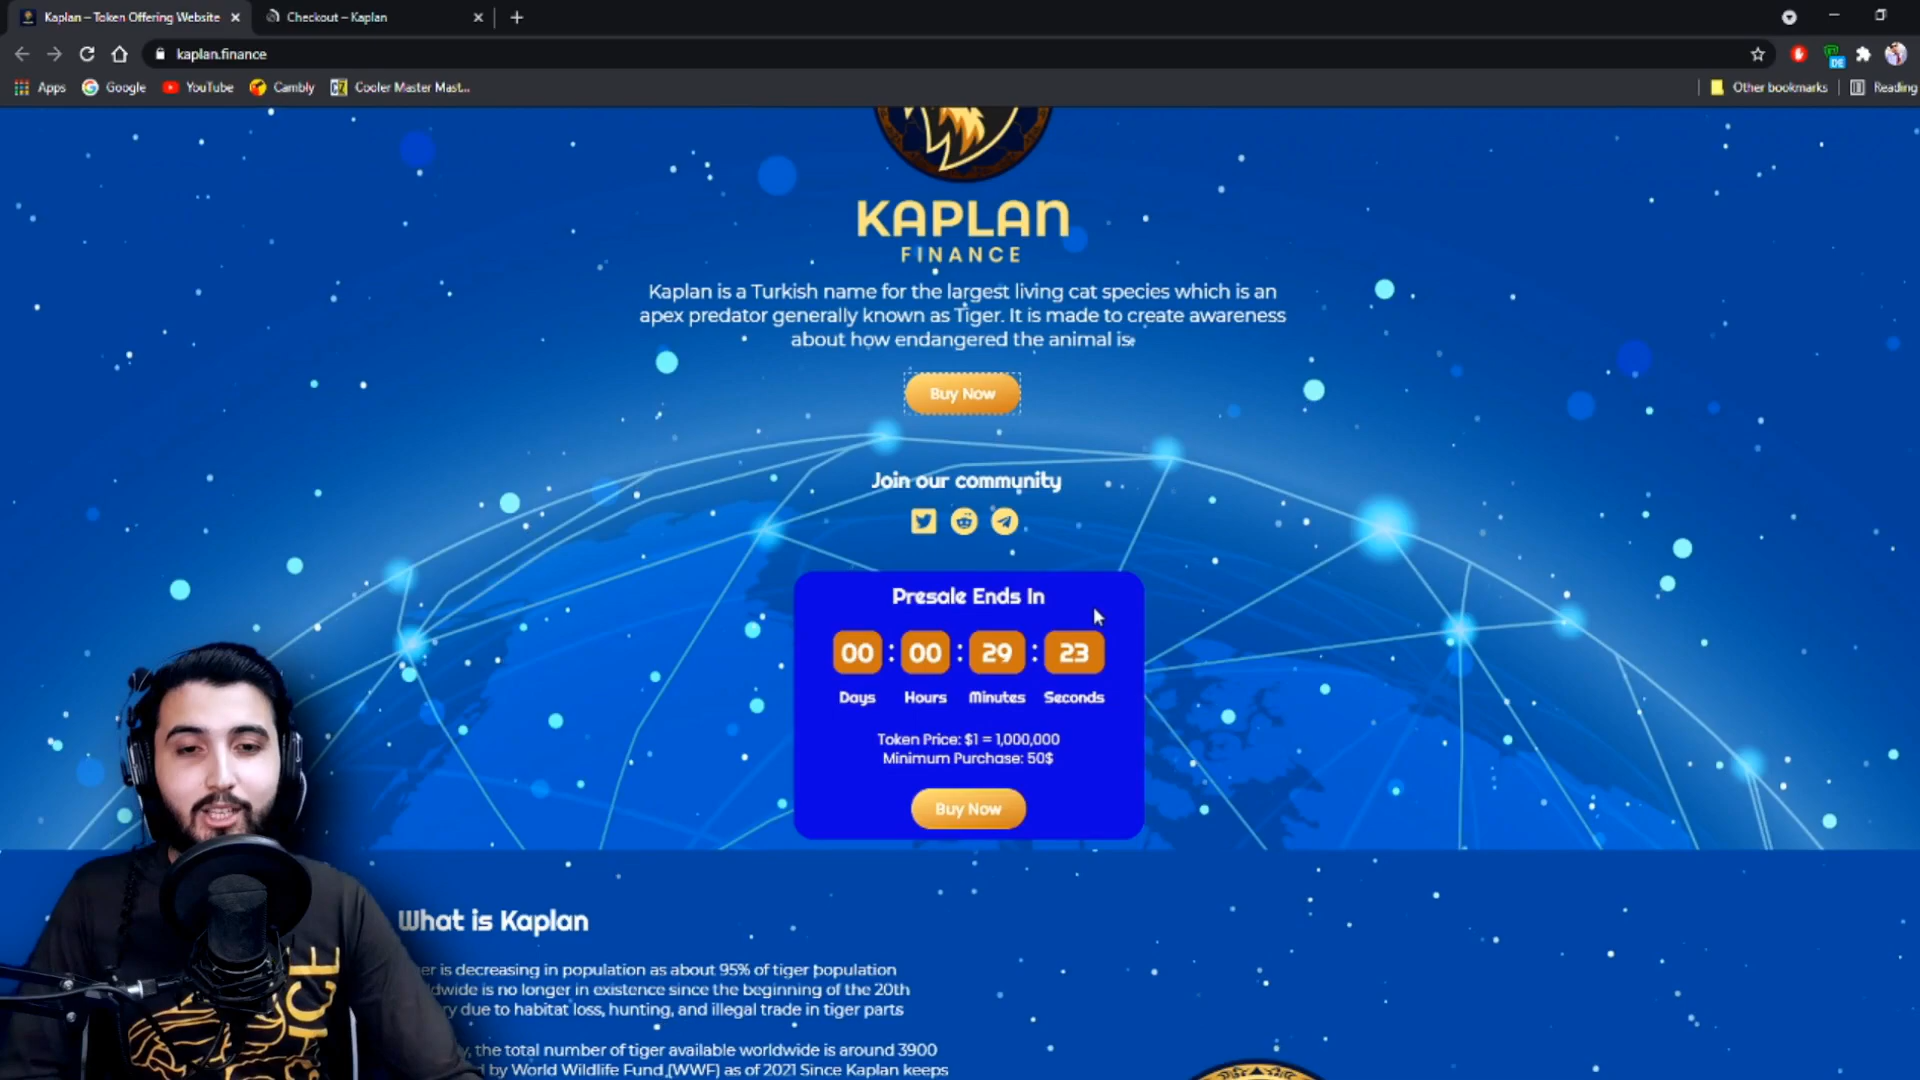 Kaplan – Token Offering Website
Checkout – Kaplan
kaplan.finance
Apps
Google
YouTube
Cambly
Cooler Master Mast...
Other bookmarks
Reading
DE
KAPLAN
FINANCE
Kaplan is a Turkish name for the largest living cat species which is an
apex predator generally known as Tiger. It is made to create awareness
about how endangered the animal is
Buy Now
Join our community
Presale Ends In
00 : 00 : 29 : 23
Days Hours Minutes Seconds
Token Price: $1 = 1,000,000
Minimum Purchase: 50$
Buy Now
What is Kaplan
is decreasing in population as about 95% of tiger population
is no longer in existence since the beginning of the 20th
due to habitat loss, hunting, and illegal trade in tiger parts
, the total number of tiger available worldwide is around 3900
by World Wildlife Fund (WWF) as of 2021 Since Kaplan keeps